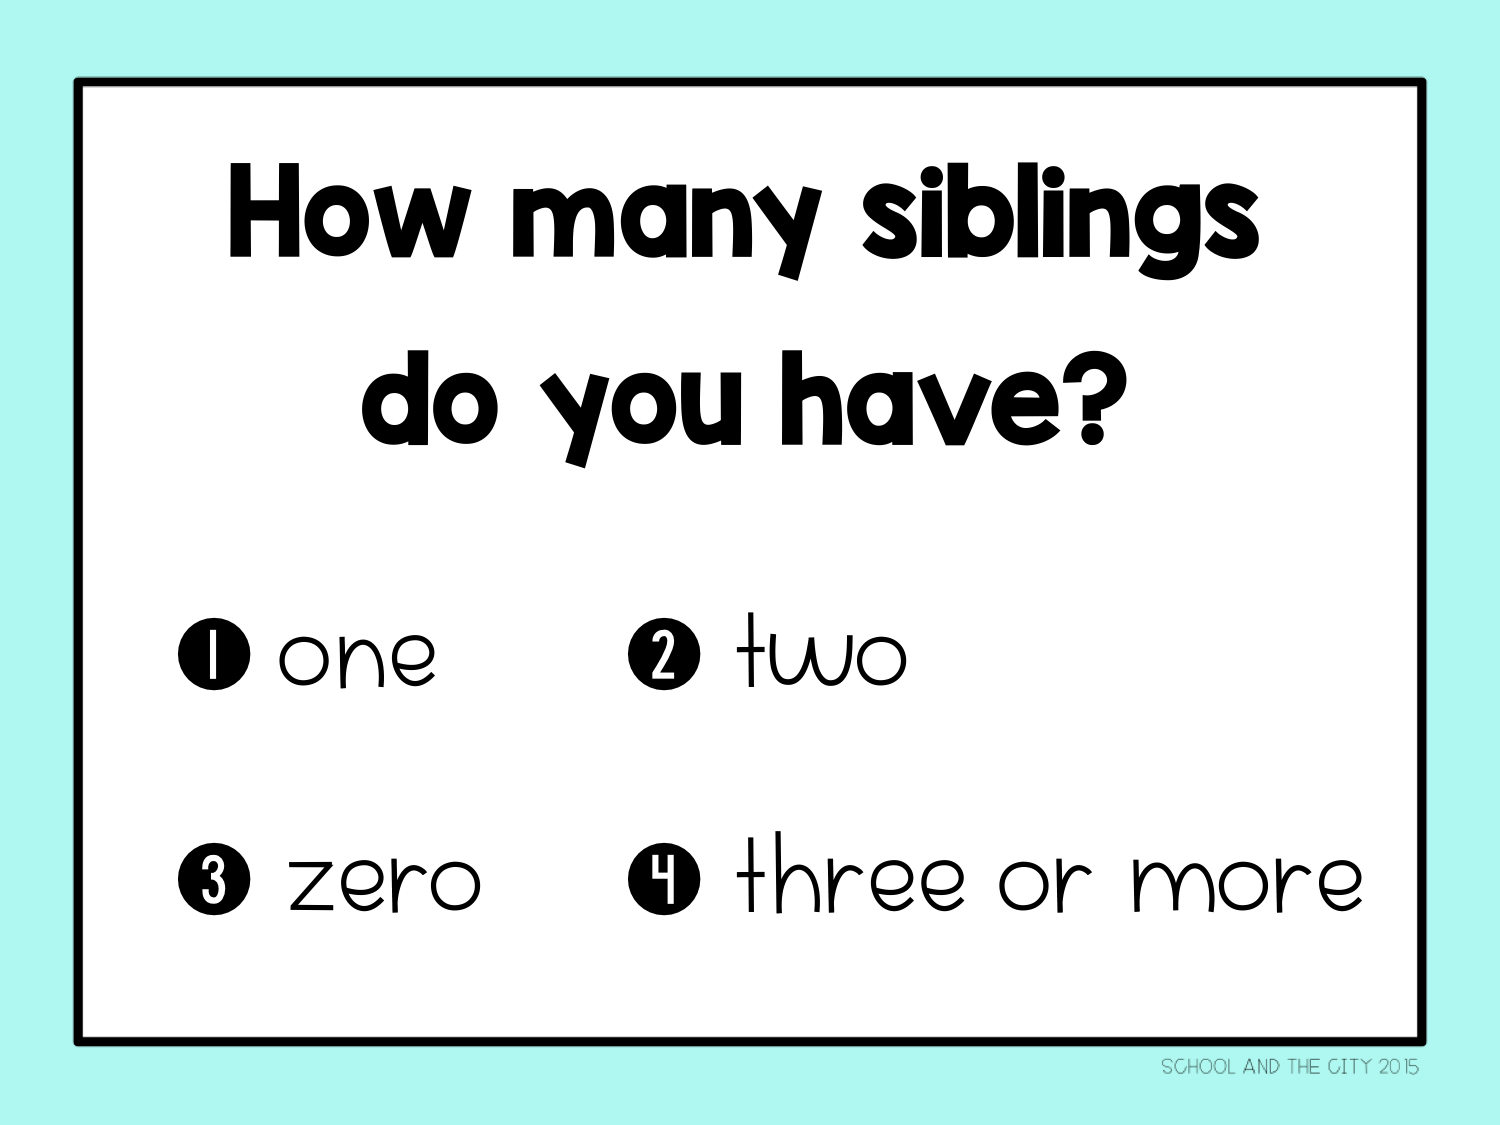 How many siblings
do you have?
1 one 2 two
3 zero 4 three or more
SCHOOL AND THE CITY 2015